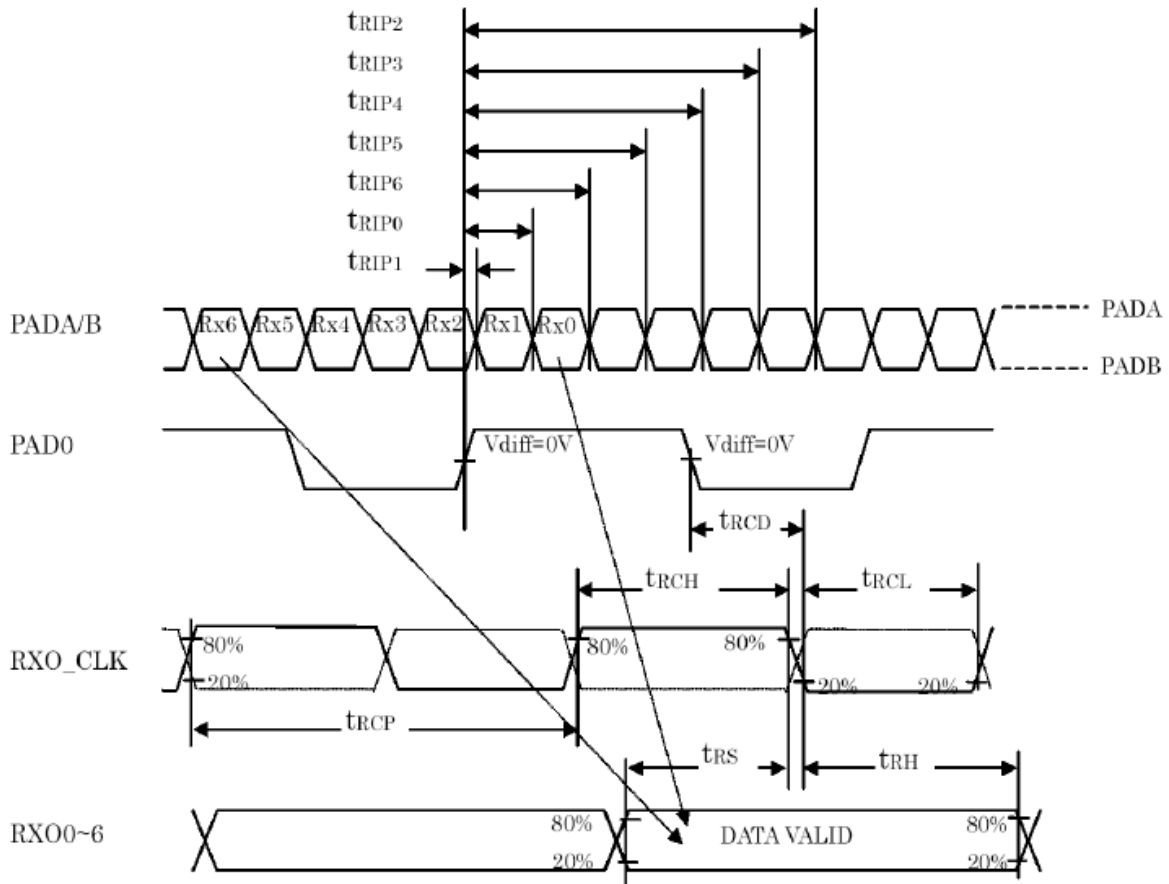 tRIP2
tRIP3
tRIP4
tRIP5
tRIP6
tRIP0
tRIP1
PADA/B
Rx6 Rx5 Rx4 Rx3 Rx2 Rx1 Rx0
PADA
PADB
PAD0
Vdiff=0V Vdiff=0V
tRCD
tRCH tRCL
RXO_CLK
80% 80% 80%
20% 20% 20%
tRCP
tRS tRH
RXO0~6
80% DATA VALID 80%
20% 20%